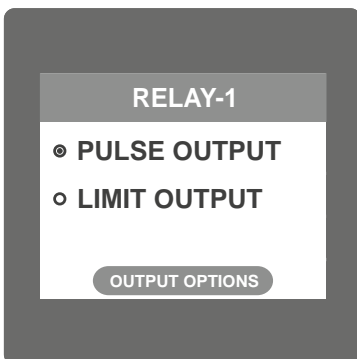 RELAY-1
PULSE OUTPUT
LIMIT OUTPUT
OUTPUT OPTIONS